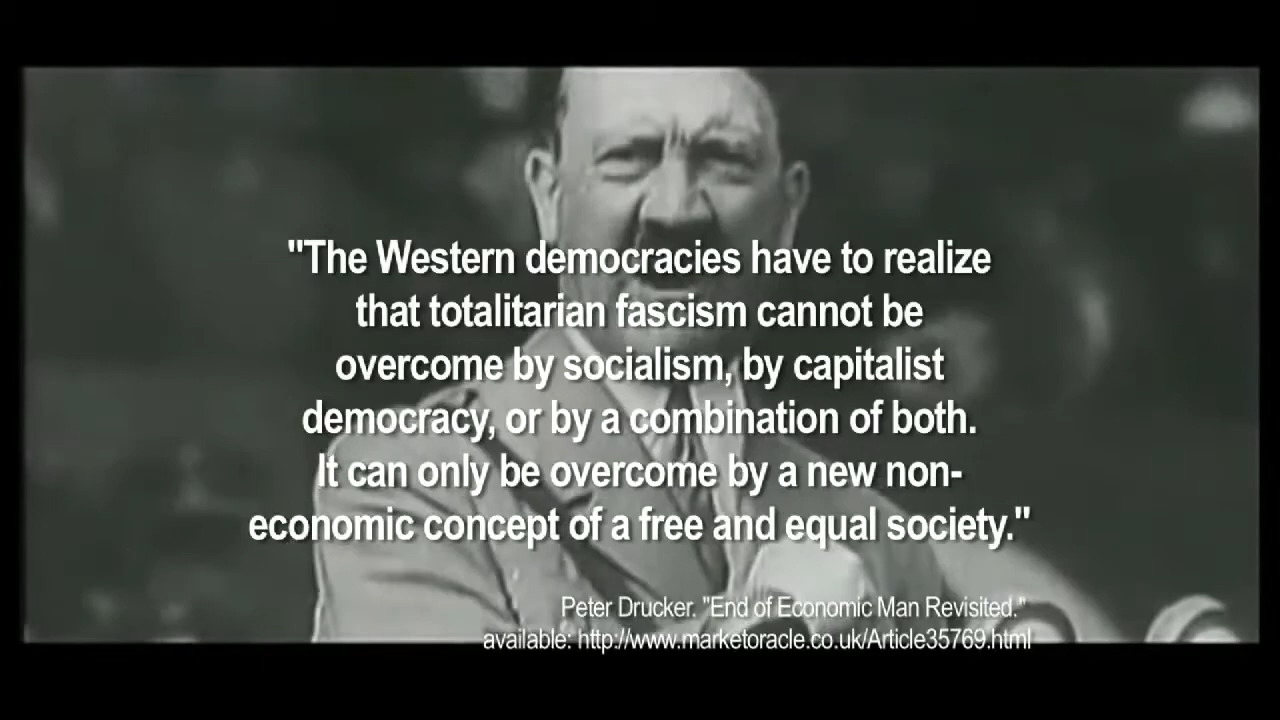 "The Western democracies have to realize
that totalitarian fascism cannot be
overcome by socialism, by capitalist
democracy, or by a combination of both.
It can only be overcome by a new non-
economic concept of a free and equal society."
Peter Drucker. "End of Economic Man Revisited."
available: http://www.marketoracle.co.uk/Article35769.html